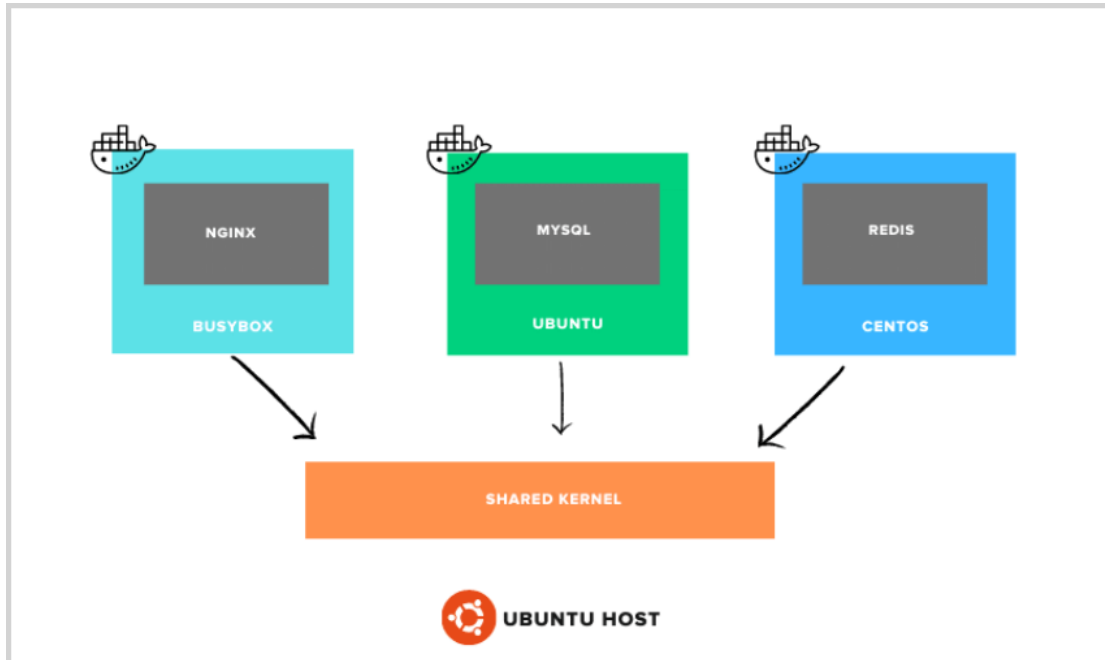 NGINX
BUSYBOX
MYSQL
UBUNTU
REDIS
CENTOS
SHARED KERNEL
UBUNTU HOST